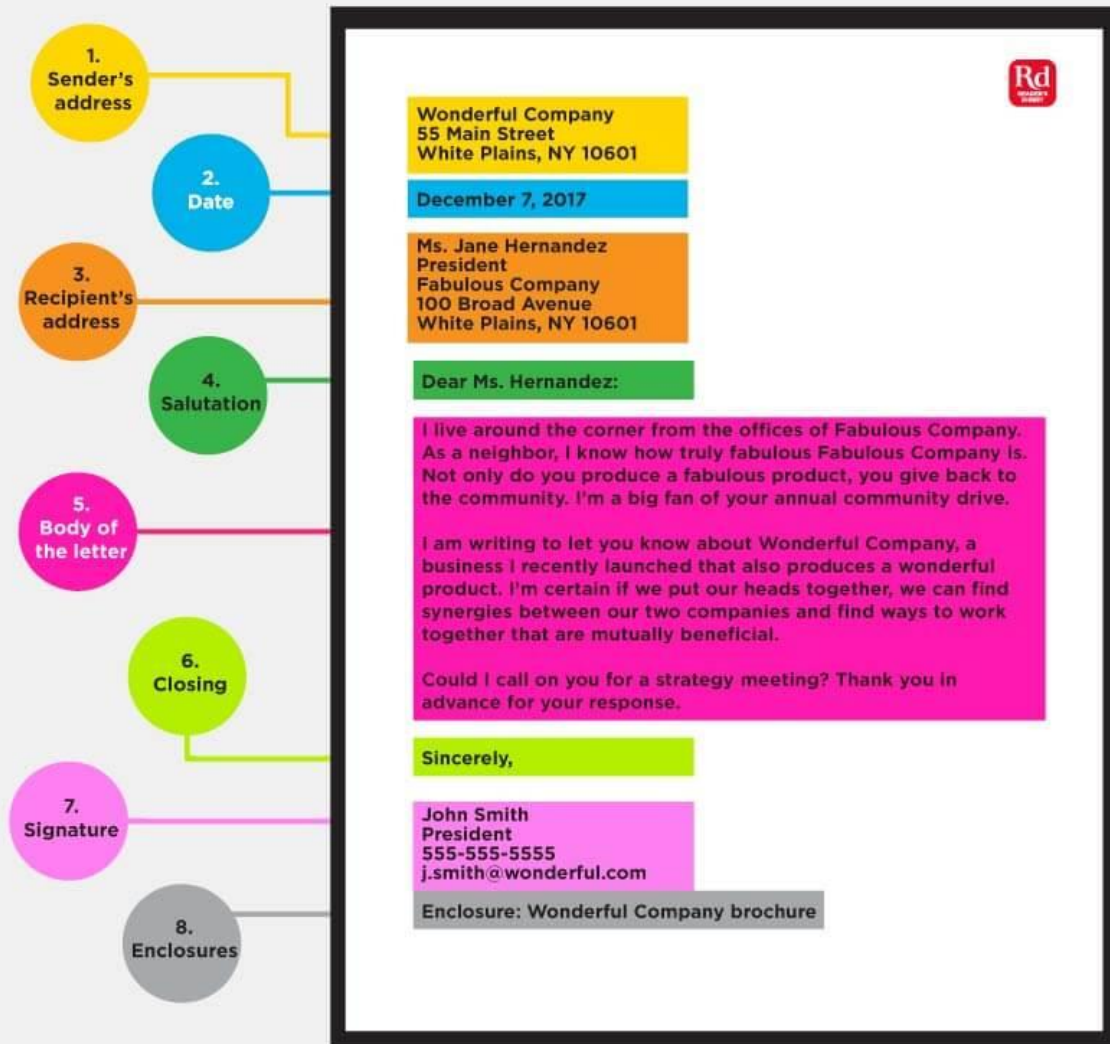 1.
Sender's
address
2.
Date
3.
Recipient's
address
4.
Salutation
5.
Body of
the letter
6.
Closing
7.
Signature
8.
Enclosures
Rd
READER'S
DIGEST
Wonderful Company
55 Main Street
White Plains, NY 10601
December 7, 2017
Ms. Jane Hernandez
President
Fabulous Company
100 Broad Avenue
White Plains, NY 10601
Dear Ms. Hernandez:
I live around the corner from the offices of Fabulous Company.
As a neighbor, I know how truly fabulous Fabulous Company is.
Not only do you produce a fabulous product, you give back to
the community. I'm a big fan of your annual community drive.
I am writing to let you know about Wonderful Company, a
business I recently launched that also produces a wonderful
product. I'm certain if we put our heads together, we can find
synergies between our two companies and find ways to work
together that are mutually beneficial.
Could I call on you for a strategy meeting? Thank you in
advance for your response.
Sincerely,
John Smith
President
555-555-5555
j.smith@wonderful.com
Enclosure: Wonderful Company brochure